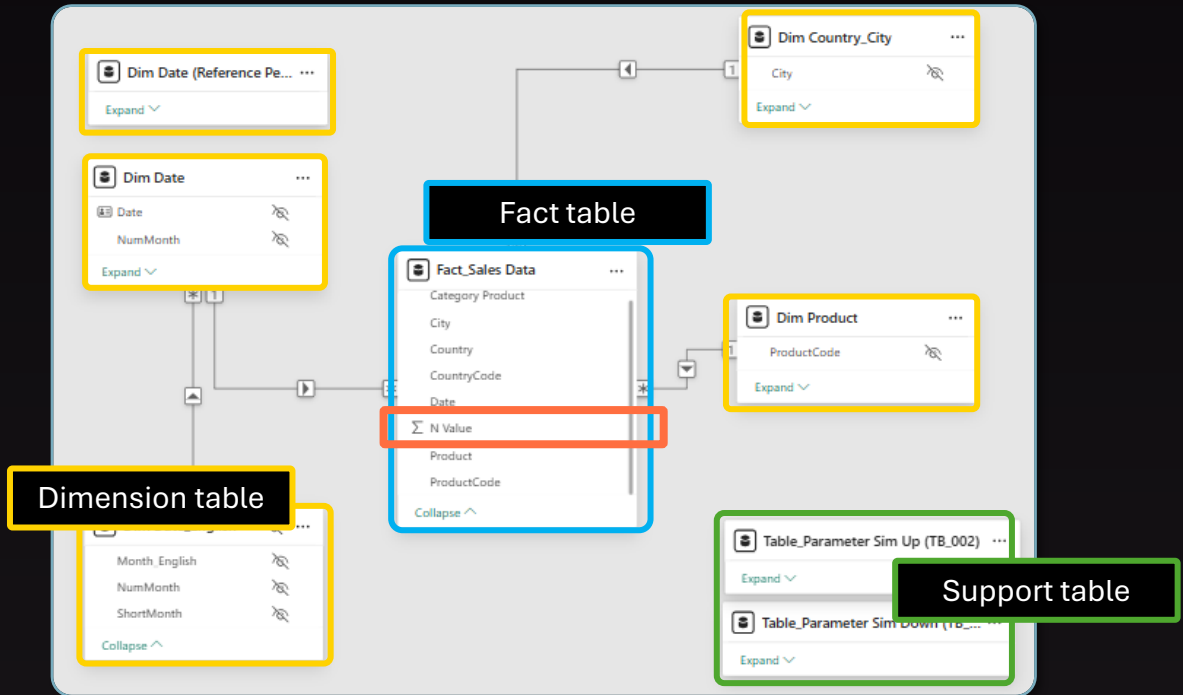 Dim Country_City
City
Expand
Dim Date (Reference Pe...
Expand
Dim Date
Date
NumMonth
Expand
Fact table
Fact_Sales Data
Category Product
City
Country
CountryCode
Date
Σ N Value
Product
ProductCode
Collapse
Dim Product
ProductCode
Expand
Dimension table
Month_English
NumMonth
ShortMonth
Collapse
Table_Parameter Sim Up (TB_002)
Expand
Support table
Table_Parameter Sim Down (TB_...
Expand
1
*
1
*
1
*